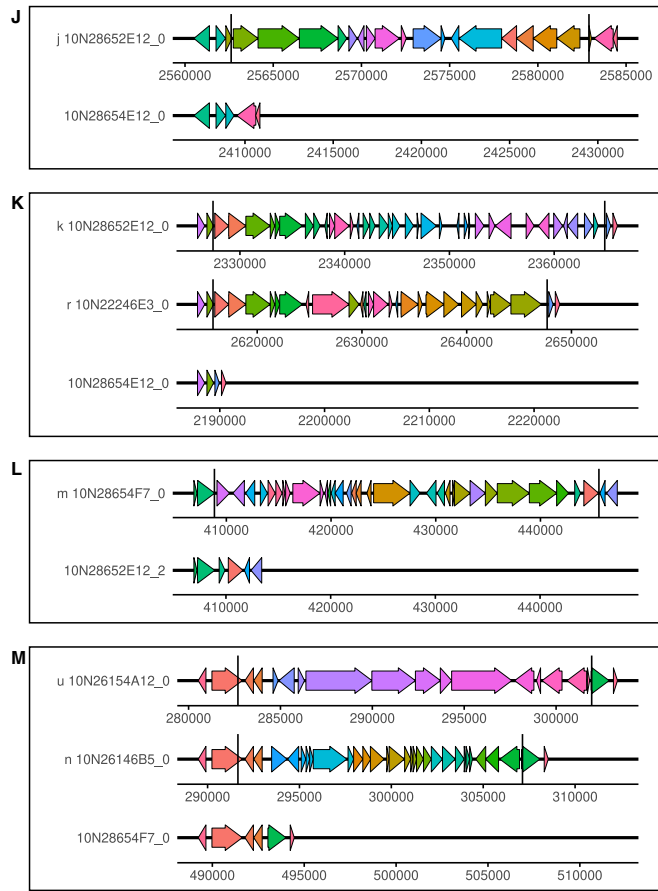 J
j 10N28652E12_0
2560000 2565000 2570000 2575000 2580000 2585000
10N28654E12_0
2410000 2415000 2420000 2425000 2430000
K
k 10N28652E12_0
2330000 2340000 2350000 2360000
r 10N22246E3_0
2620000 2630000 2640000 2650000
10N28654E12_0
2190000 2200000 2210000 2220000
L
m 10N28654F7_0
410000 420000 430000 440000
10N28652E12_2
410000 420000 430000 440000
M
u 10N26154A12_0
280000 285000 290000 295000 300000
n 10N26146B5_0
290000 295000 300000 305000 310000
10N28654F7_0
490000 495000 500000 505000 510000